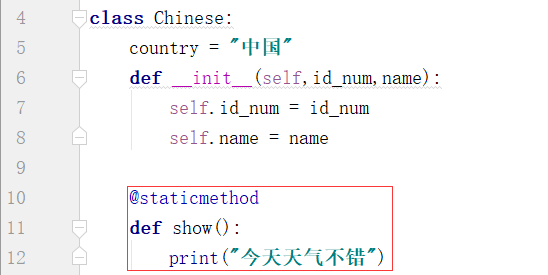 4 class Chinese:
5 country = "中国"
6 def __init__(self,id_num,name):
7 self.id_num = id_num
8 self.name = name
9
10 @staticmethod
11 def show():
12 print("今天天气不错")